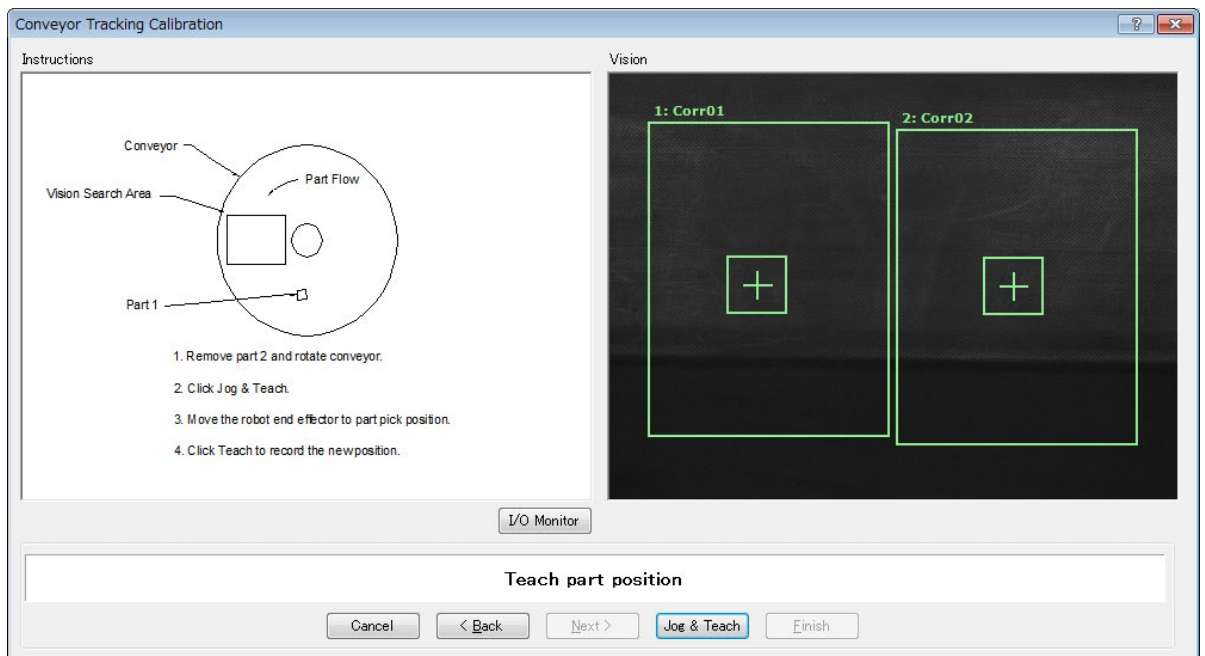 Conveyor Tracking Calibration
Instructions
Vision
Conveyor
Part Flow
Vision Search Area
Part 1
1. Remove part 2 and rotate conveyor.
2. Click Jog & Teach.
3. Move the robot end effector to part pick position.
4. Click Teach to record the new position.
1: Corr01
2: Corr02
I/O Monitor
Teach part position
Cancel
< Back
Next >
Jog & Teach
Finish